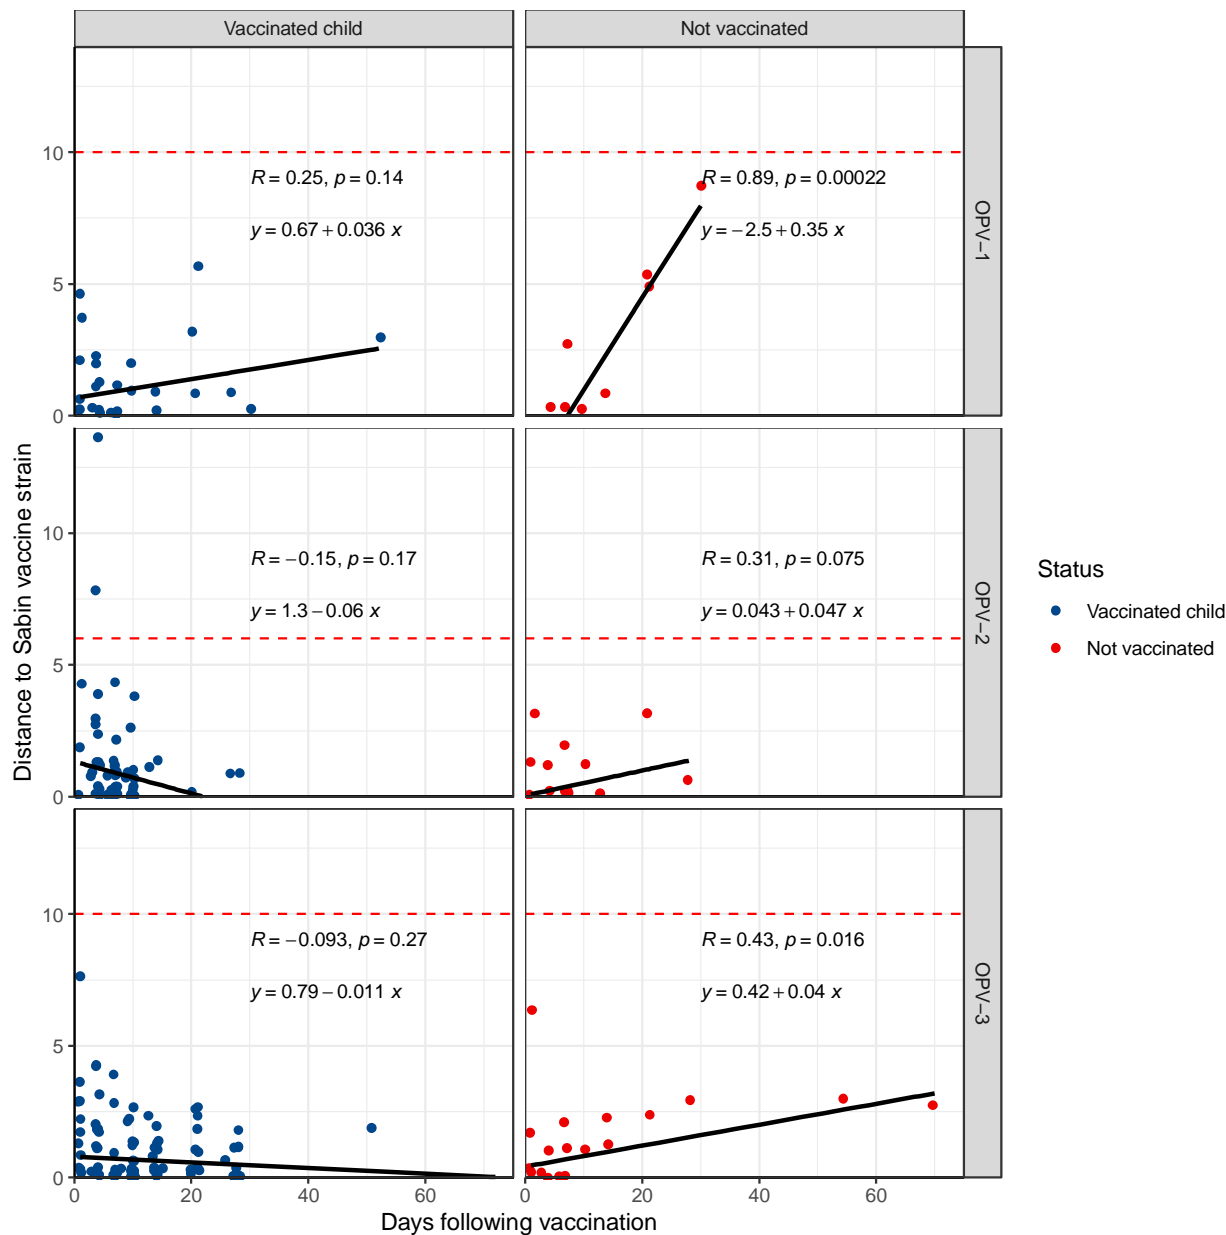 Vaccinated child
Not vaccinated
10
5
0
R = 0.25, p = 0.14
y = 0.67 + 0.036 x
R = 0.89, p = 0.00022
y = −2.5 + 0.35 x
OPV−1
10
5
0
R = −0.15, p = 0.17
y = 1.3 − 0.06 x
R = 0.31, p = 0.075
y = 0.043 + 0.047 x
OPV−2
10
5
0
R = −0.093, p = 0.27
y = 0.79 − 0.011 x
R = 0.43, p = 0.016
y = 0.42 + 0.04 x
OPV−3
0 20 40 60
0 20 40 60
Days following vaccination
Distance to Sabin vaccine strain
Status
Vaccinated child
Not vaccinated